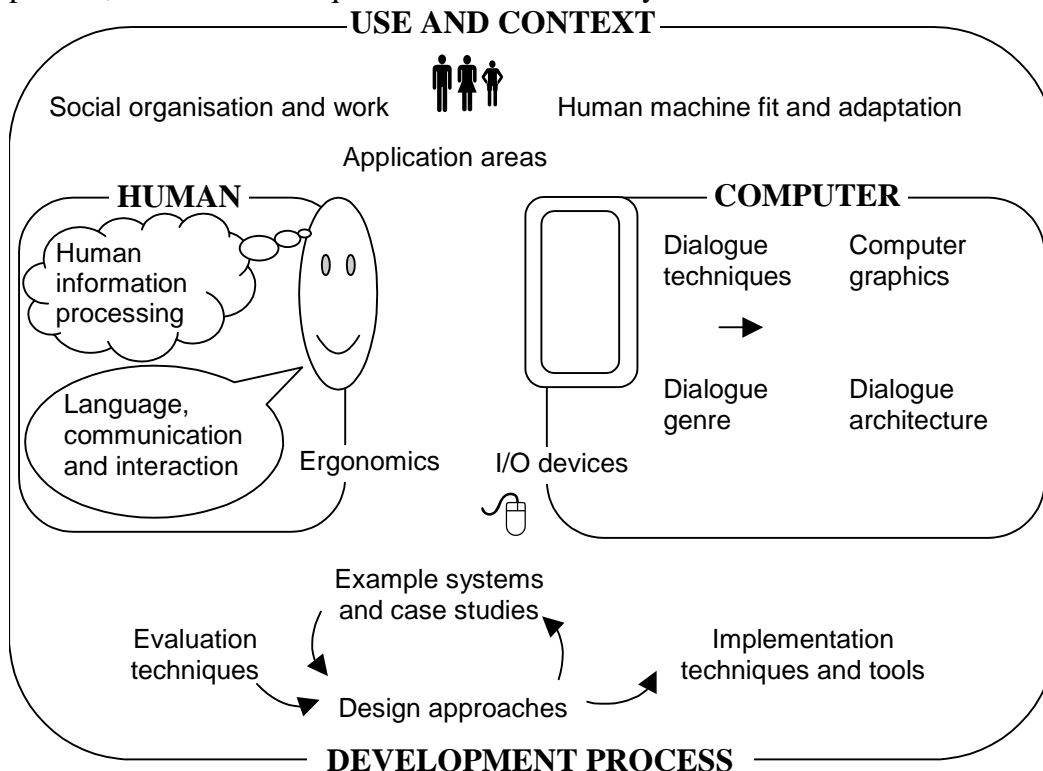 USE AND CONTEXT
Social organisation and work
Human machine fit and adaptation
Application areas
HUMAN
COMPUTER
Human
information
processing
Dialogue
techniques
Computer
graphics
Language,
communication
and interaction
Dialogue
genre
Dialogue
architecture
Ergonomics
I/O devices
Example systems
and case studies
Evaluation
techniques
Implementation
techniques and tools
Design approaches
DEVELOPMENT PROCESS